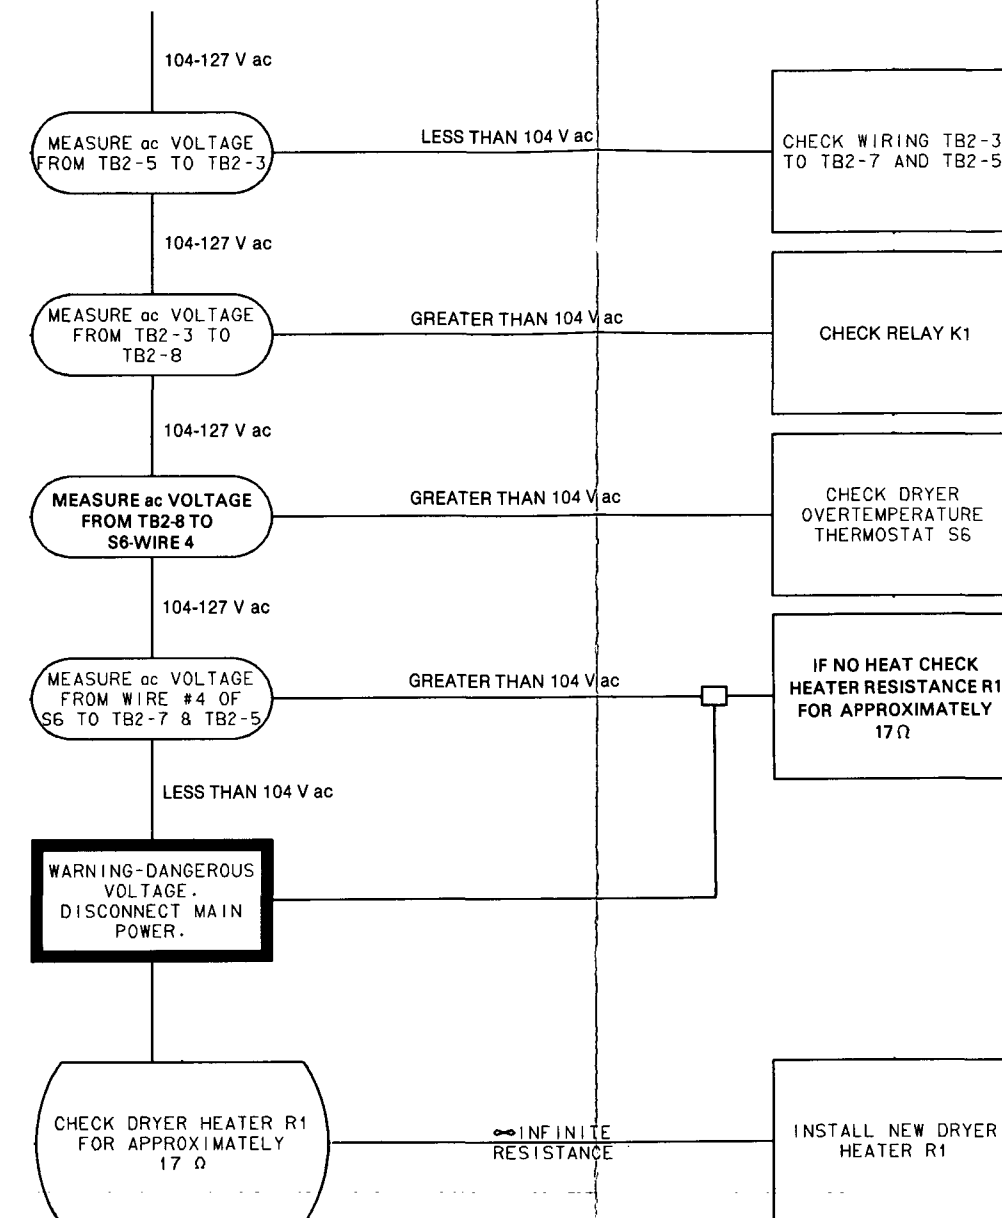 104-127 V ac
MEASURE ac VOLTAGE
FROM TB2-5 TO TB2-3
LESS THAN 104 V ac
CHECK WIRING TB2-3
TO TB2-7 AND TB2-5
104-127 V ac
MEASURE ac VOLTAGE
FROM TB2-3 TO
TB2-8
GREATER THAN 104 V ac
CHECK RELAY K1
104-127 V ac
MEASURE ac VOLTAGE
FROM TB2-8 TO
S6-WIRE 4
GREATER THAN 104 V ac
CHECK DRYER
OVERTEMPERATURE
THERMOSTAT S6
104-127 V ac
MEASURE ac VOLTAGE
FROM WIRE #4 OF
S6 TO TB2-7 & TB2-5
GREATER THAN 104 V ac
IF NO HEAT CHECK
HEATER RESISTANCE R1
FOR APPROXIMATELY
17 Ω
LESS THAN 104 V ac
WARNING-DANGEROUS
VOLTAGE.
DISCONNECT MAIN
POWER.
CHECK DRYER HEATER R1
FOR APPROXIMATELY
17 Ω
∞ INFINITE
RESISTANCE
INSTALL NEW DRYER
HEATER R1